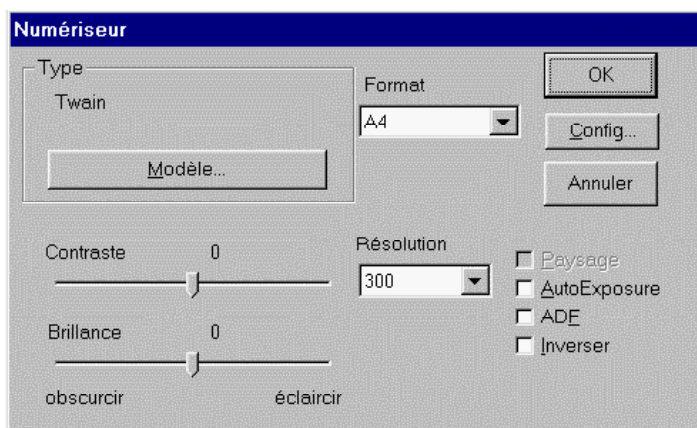 Numériseur
Type
Twain
Modèle...
Format
A4
OK
Config...
Annuler
Contraste 0
Brillance 0
obscurcir éclaircir
Résolution
300
Paysage
AutoExposure
ADF
Inverser